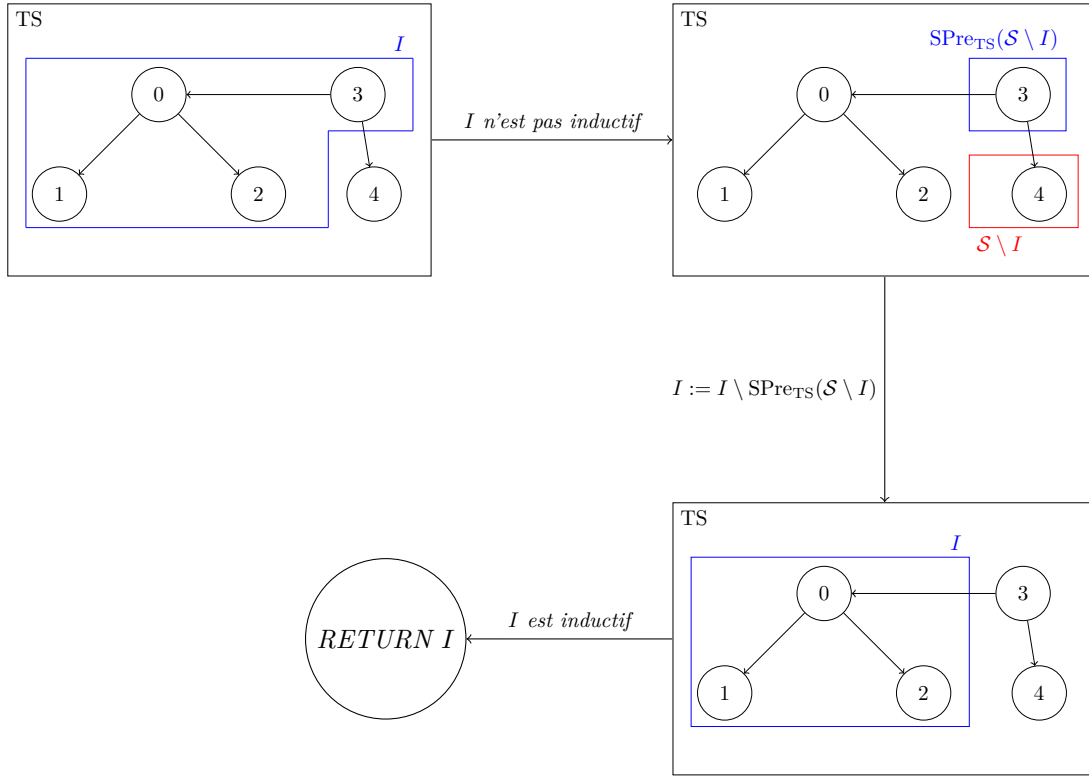 TS
I
0
3
1
2
4
I n'est pas inductif
TS
SPre_TS(𝒮 \ I)
0
3
1
2
4
𝒮 \ I
I := I \ SPre_TS(𝒮 \ I)
TS
I
0
3
1
2
4
I est inductif
RETURN I